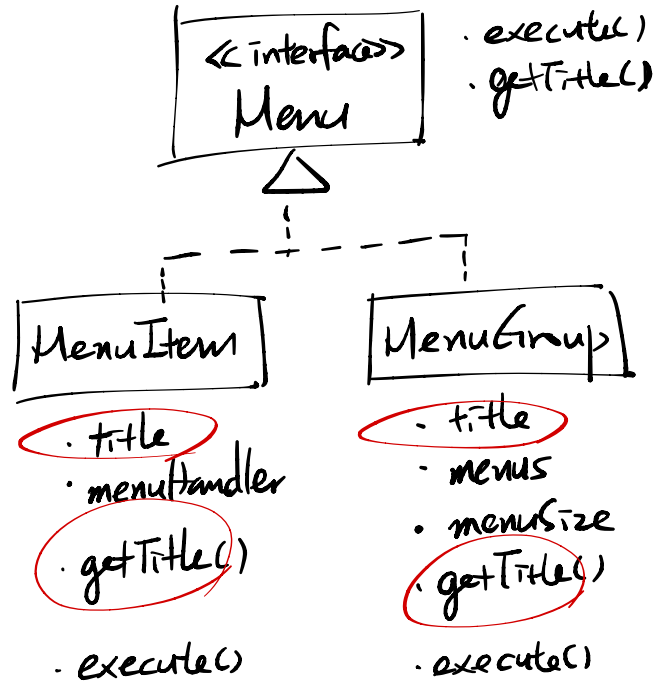 <<interface>>
Menu
· execute()
· getTitle()
MenuItem
· title
· menuHandler
· getTitle()
· execute()
MenuGroup
· title
· menus
· menuSize
· getTitle()
· execute()